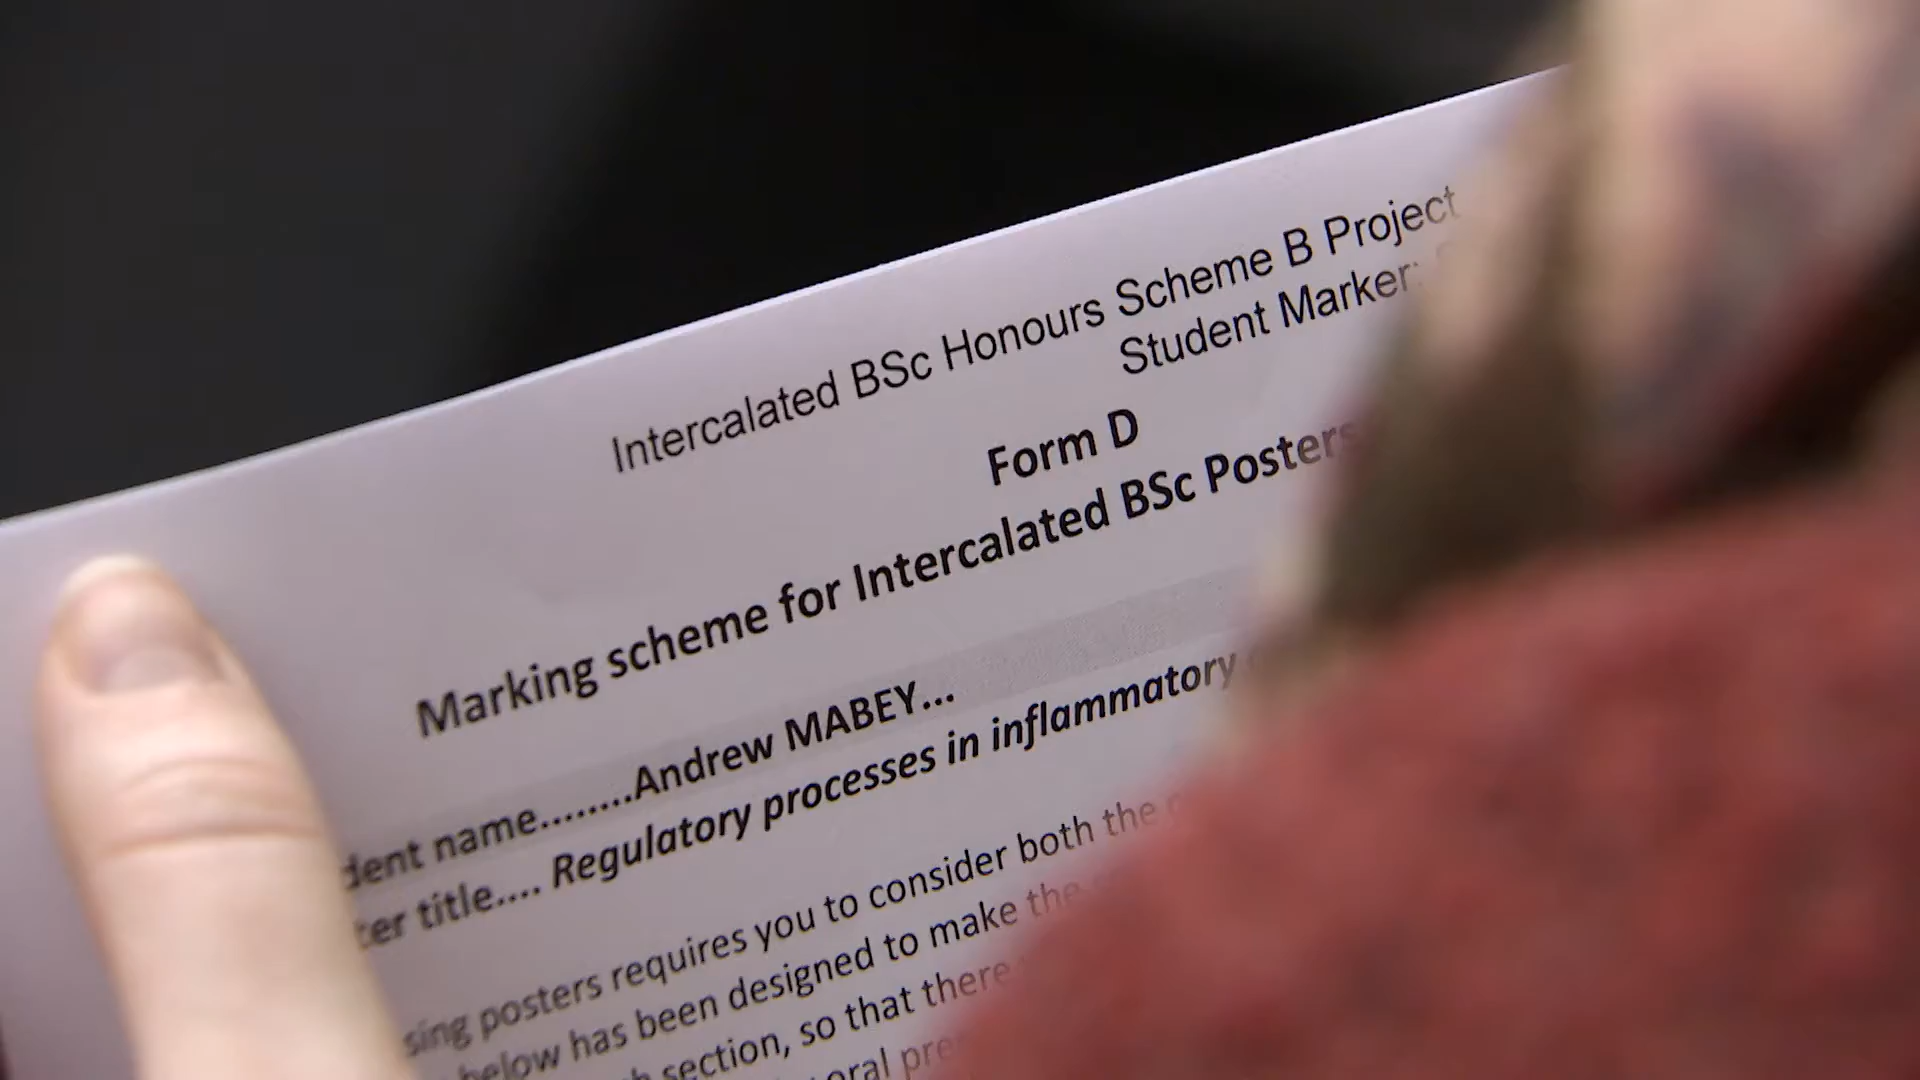 Intercalated BSc Honours Scheme B Project
Student Marker:
Form D
Marking scheme for Intercalated BSc Posters
dent name........Andrew MABEY...
ter title.... Regulatory processes in inflammatory
sing posters requires you to consider both the
below has been designed to make the
section, so that there
oral pre